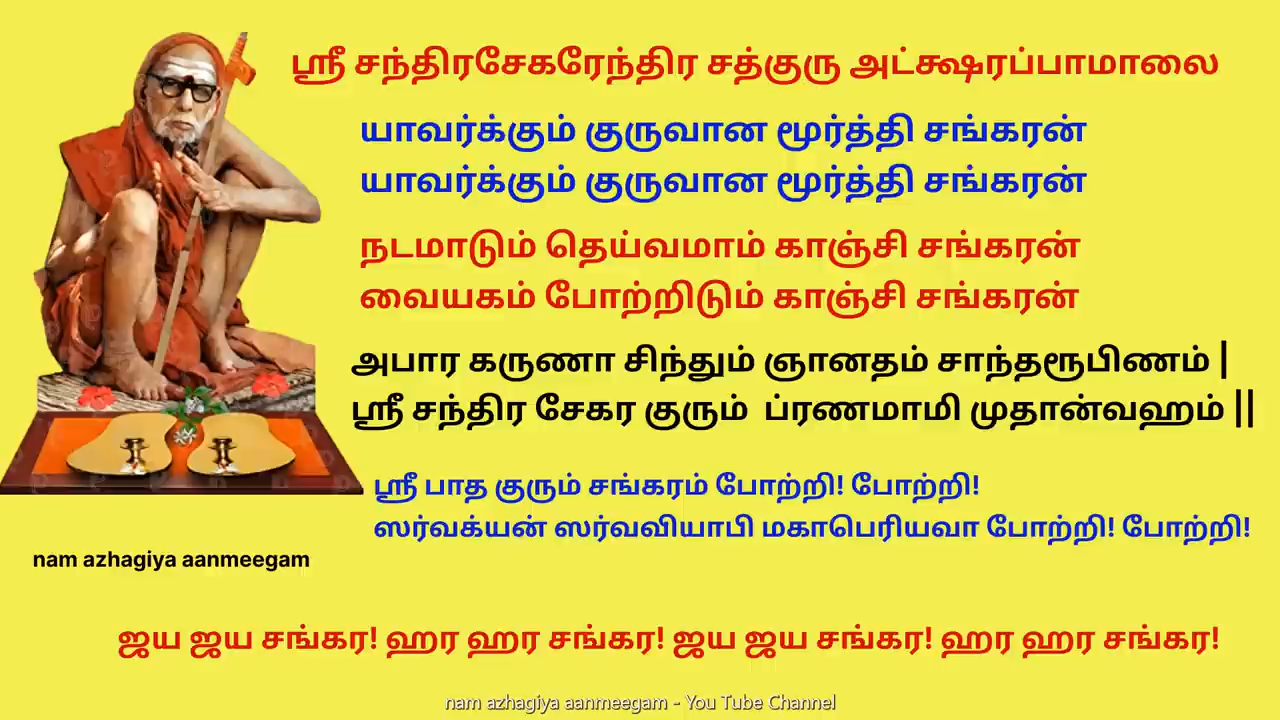 ஸ்ரீ சந்திரசேகரேந்திர சத்குரு அட்க்ஷரப்பாமாலை
யாவர்க்கும் குருவான மூர்த்தி சங்கரன்
யாவர்க்கும் குருவான மூர்த்தி சங்கரன்
நடமாடும் தெய்வமாம் காஞ்சி சங்கரன்
வையகம் போற்றிடும் காஞ்சி சங்கரன்
அபார கருணா சிந்தும் ஞானதம் சாந்தரூபிணம் |
ஸ்ரீ சந்திர சேகர குரும் ப்ரணமாமி முதான்வஹம் ||
ஸ்ரீ பாத குரும் சங்கரம் போற்றி! போற்றி!
ஸர்வக்யன் ஸர்வவியாபி மகாபெரியவா போற்றி! போற்றி!
nam azhagiya aanmeegam
ஜய ஜய சங்கர! ஹர ஹர சங்கர! ஜய ஜய சங்கர! ஹர ஹர சங்கர!
nam azhagiya aanmeegam - You Tube Channel